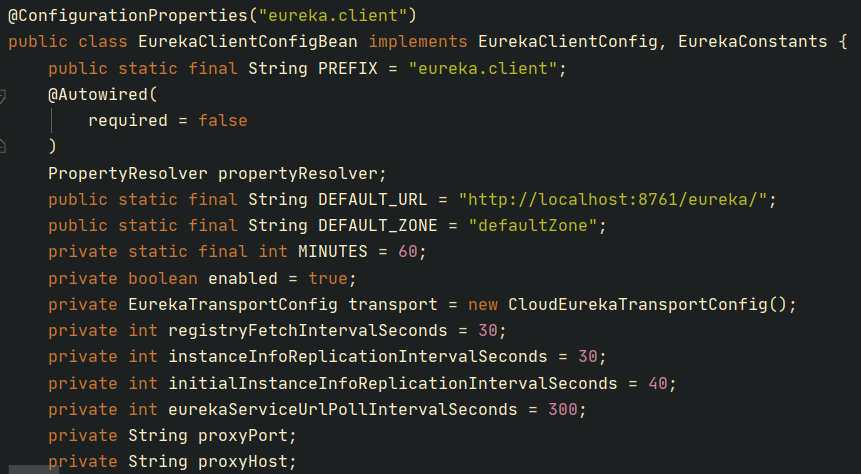 @ConfigurationProperties("eureka.client")
public class EurekaClientConfigBean implements EurekaClientConfig, EurekaConstants {
    public static final String PREFIX = "eureka.client";
    @Autowired(
        required = false
    )
    PropertyResolver propertyResolver;
    public static final String DEFAULT_URL = "http://localhost:8761/eureka/";
    public static final String DEFAULT_ZONE = "defaultZone";
    private static final int MINUTES = 60;
    private boolean enabled = true;
    private EurekaTransportConfig transport = new CloudEurekaTransportConfig();
    private int registryFetchIntervalSeconds = 30;
    private int instanceInfoReplicationIntervalSeconds = 30;
    private int initialInstanceInfoReplicationIntervalSeconds = 40;
    private int eurekaServiceUrlPollIntervalSeconds = 300;
    private String proxyPort;
    private String proxyHost;